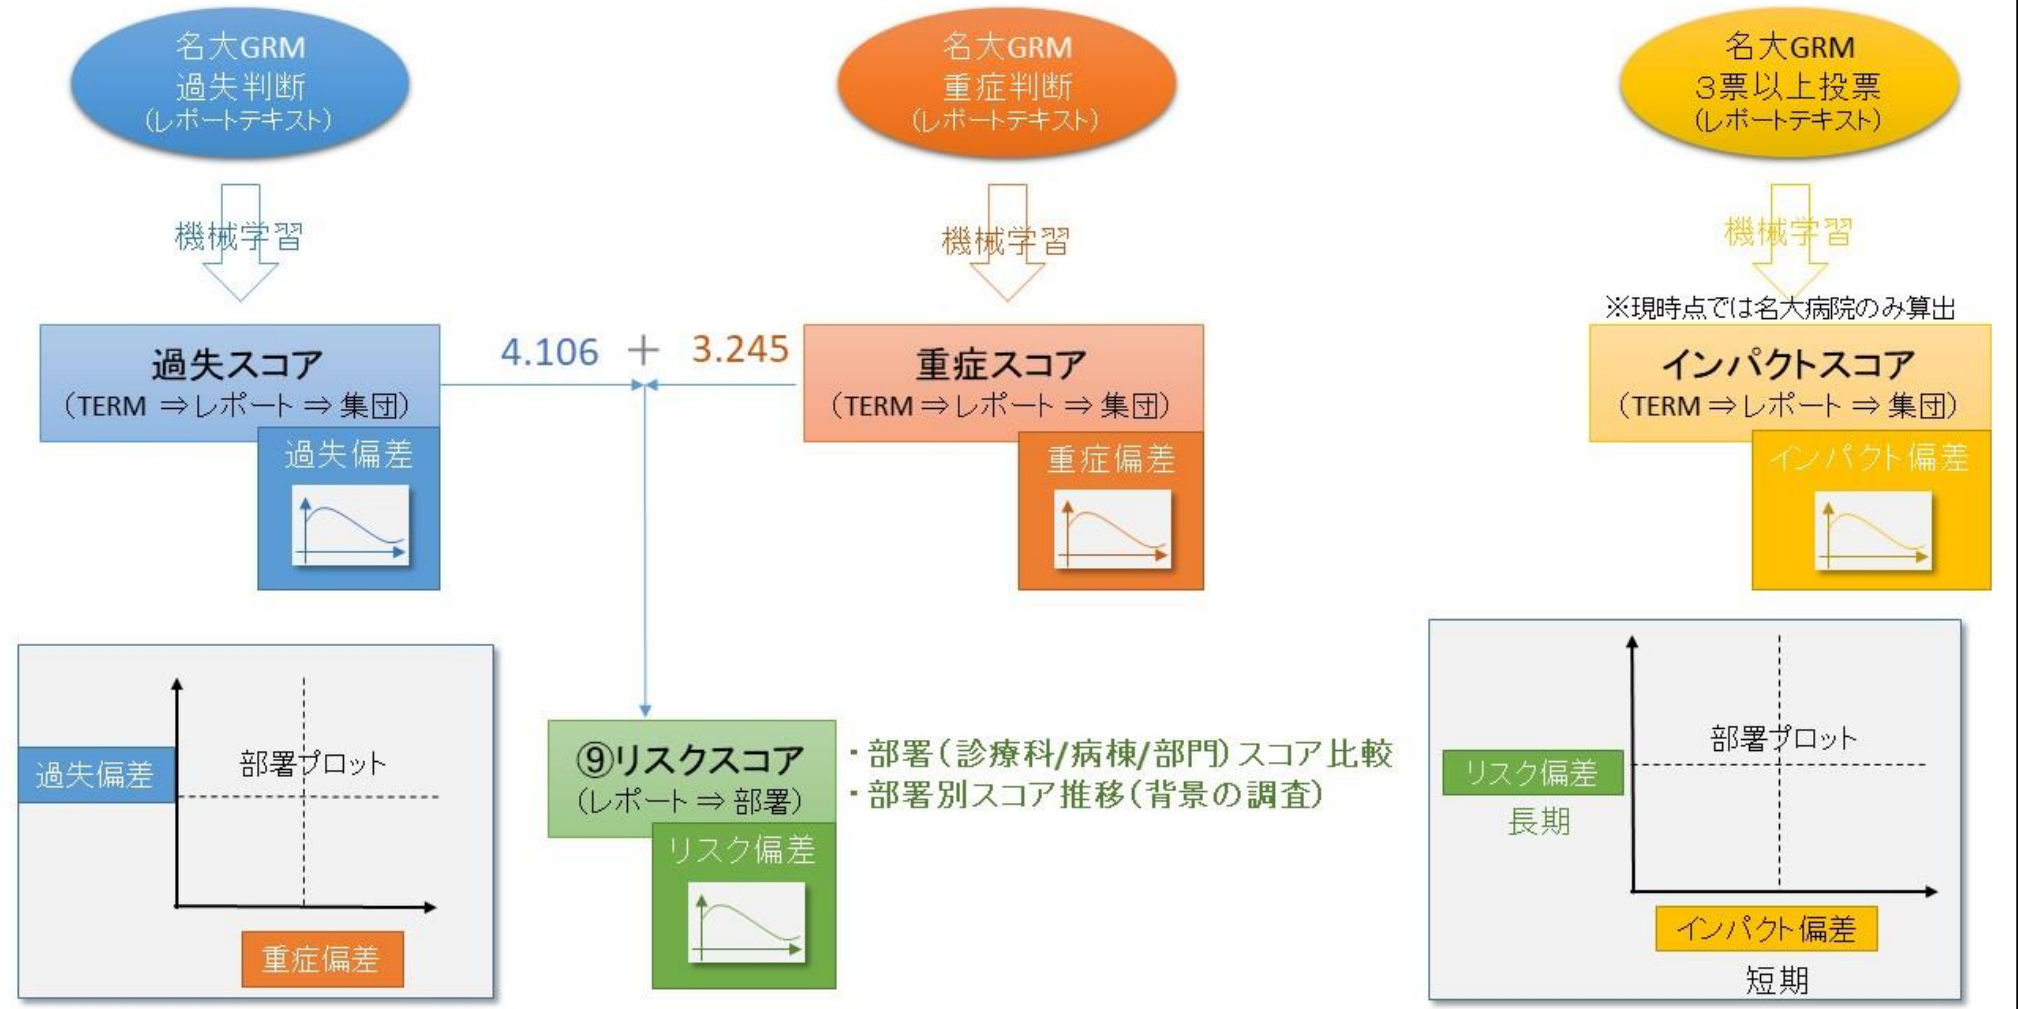 名大GRM
過失判断
(レポートテキスト)
名大GRM
重症判断
(レポートテキスト)
名大GRM
３票以上投票
(レポートテキスト)
機械学習
機械学習
機械学習
※現時点では名大病院のみ算出
過失スコア
(TERM ⇒レポート ⇒ 集団)
4.106 + 3.245
重症スコア
(TERM ⇒レポート ⇒ 集団)
インパクトスコア
(TERM ⇒レポート ⇒ 集団)
過失偏差
重症偏差
インパクト偏差
過失偏差
部署プロット
重症偏差
⑨リスクスコア
(レポート ⇒ 部署)
リスク偏差
・部署(診療科/病棟/部門)スコア比較
・部署別スコア推移(背景の調査)
部署プロット
リスク偏差
長期
インパクト偏差
短期